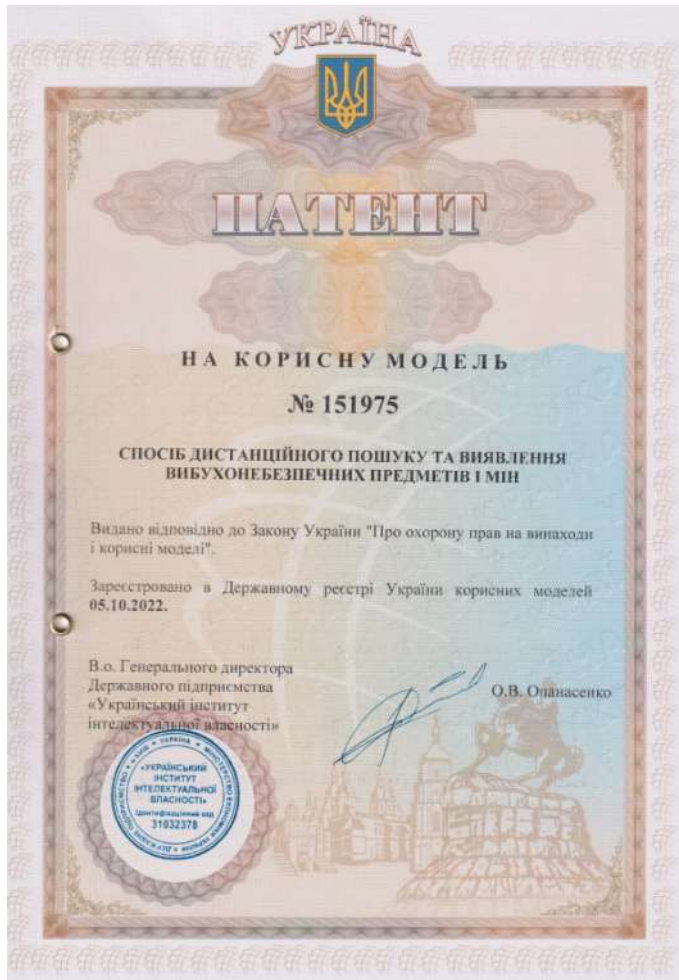 УКРАЇНА
ПАТЕНТ
НА КОРИСНУ МОДЕЛЬ
№ 151975
СПОСІБ ДИСТАНЦІЙНОГО ПОШУКУ ТА ВИЯВЛЕННЯ
ВИБУХОНЕБЕЗПЕЧНИХ ПРЕДМЕТІВ І МІН
Видано відповідно до Закону України "Про охорону прав на винаходи
і корисні моделі".
Зареєстровано в Державному реєстрі України корисних моделей
05.10.2022.
В.о. Генерального директора
Державного підприємства
«Український інститут
інтелектуальної власності»
О.В. Опанасенко
«УКРАЇНСЬКИЙ
ІНСТИТУТ
ІНТЕЛЕКТУАЛЬНОЇ
ВЛАСНОСТІ»
Ідентифікаційний код
31032378